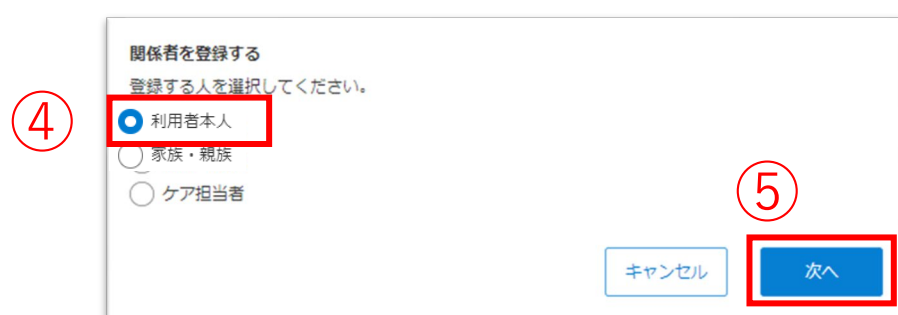 関係者を登録する
登録する人を選択してください。
④
利用者本人
家族・親族
ケア担当者
⑤
キャンセル
次へ